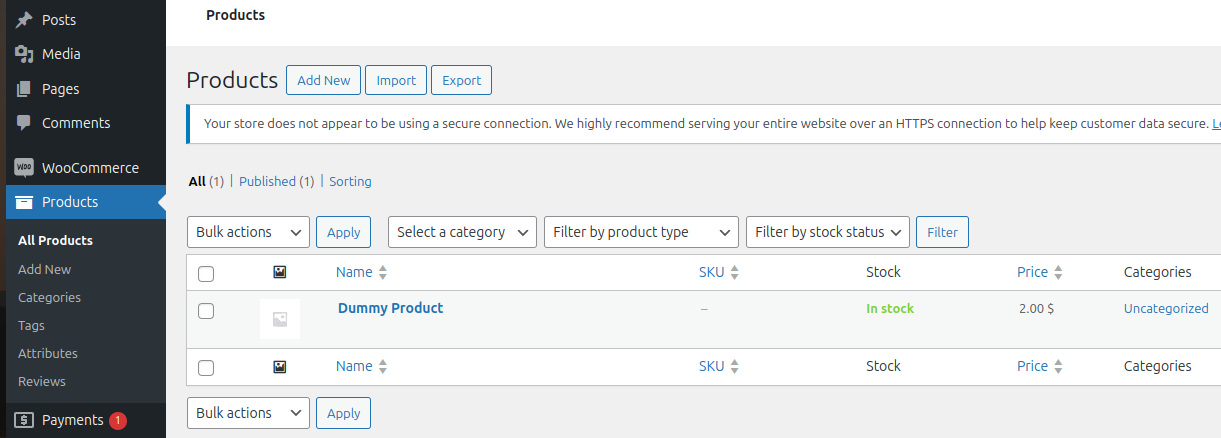 Posts
Media
Pages
Comments
WooCommerce
Products
All Products
Add New
Categories
Tags
Attributes
Reviews
Payments 1
Products
Products Add New Import Export
Your store does not appear to be using a secure connection. We highly recommend serving your entire website over an HTTPS connection to help keep customer data secure.
All (1) | Published (1) | Sorting
Bulk actions Apply Select a category Filter by product type Filter by stock status Filter
Name SKU Stock Price Categories
Dummy Product – In stock 2.00 $ Uncategorized
Name SKU Stock Price Categories
Bulk actions Apply